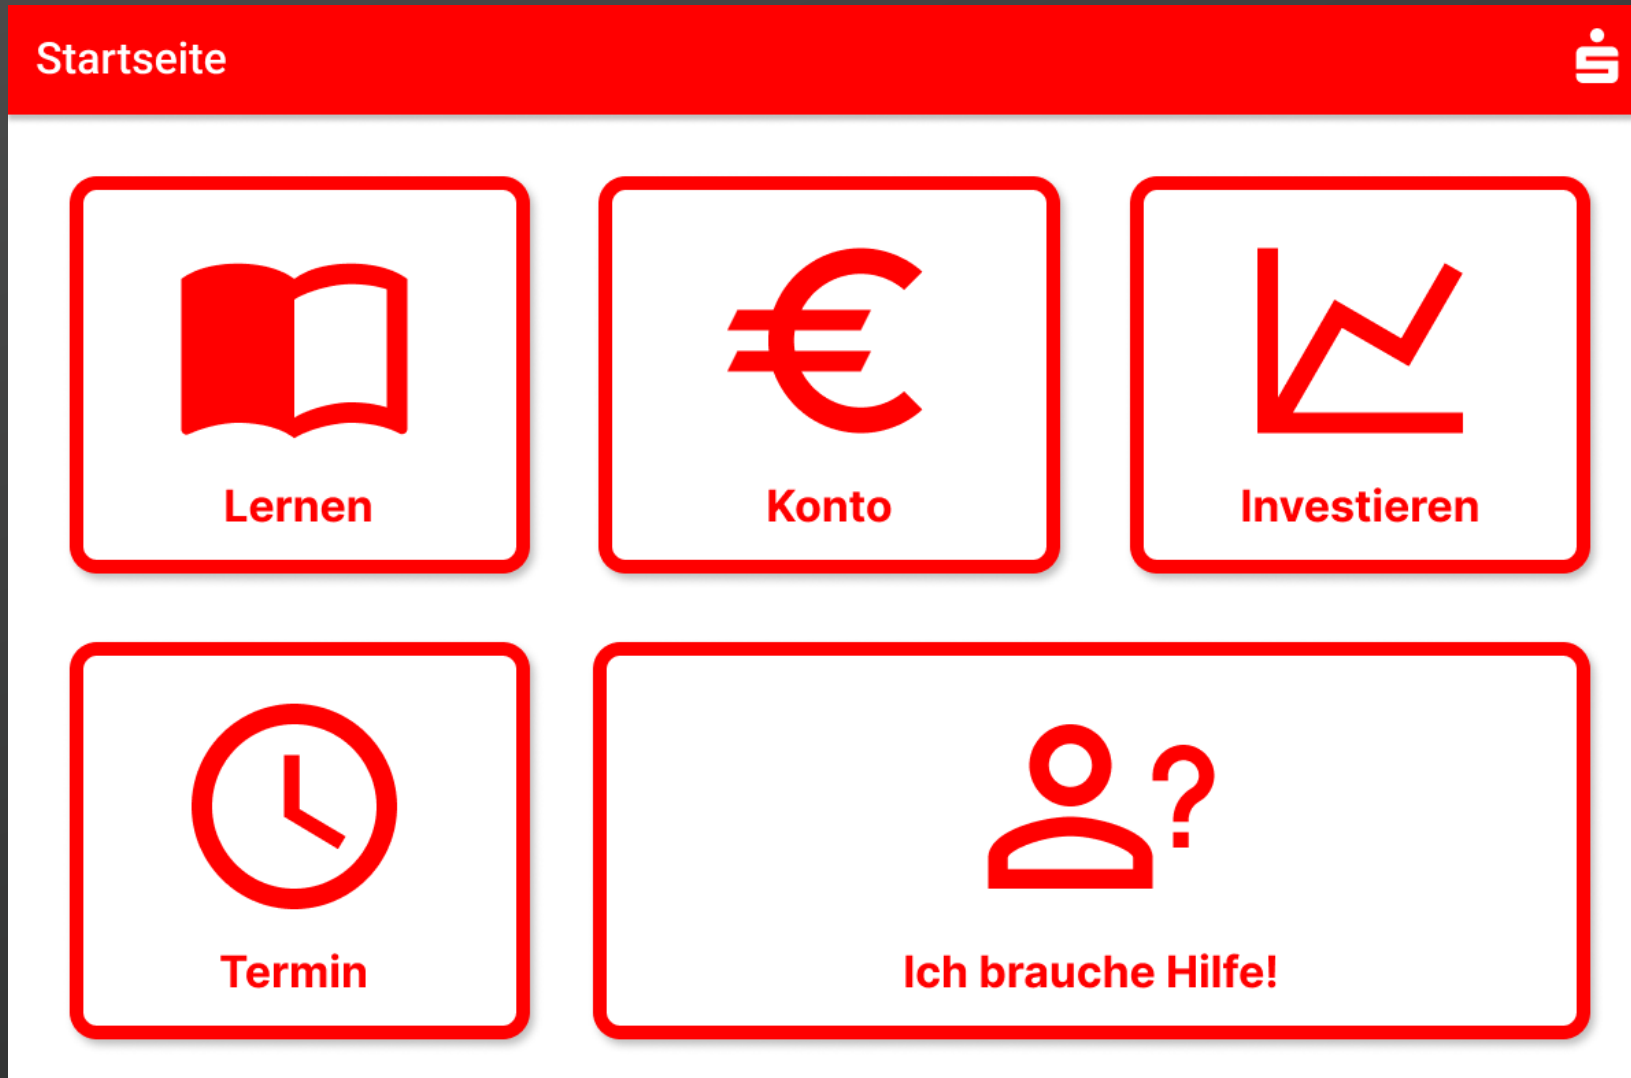 Startseite
Lernen
Konto
Investieren
Termin
Ich brauche Hilfe!